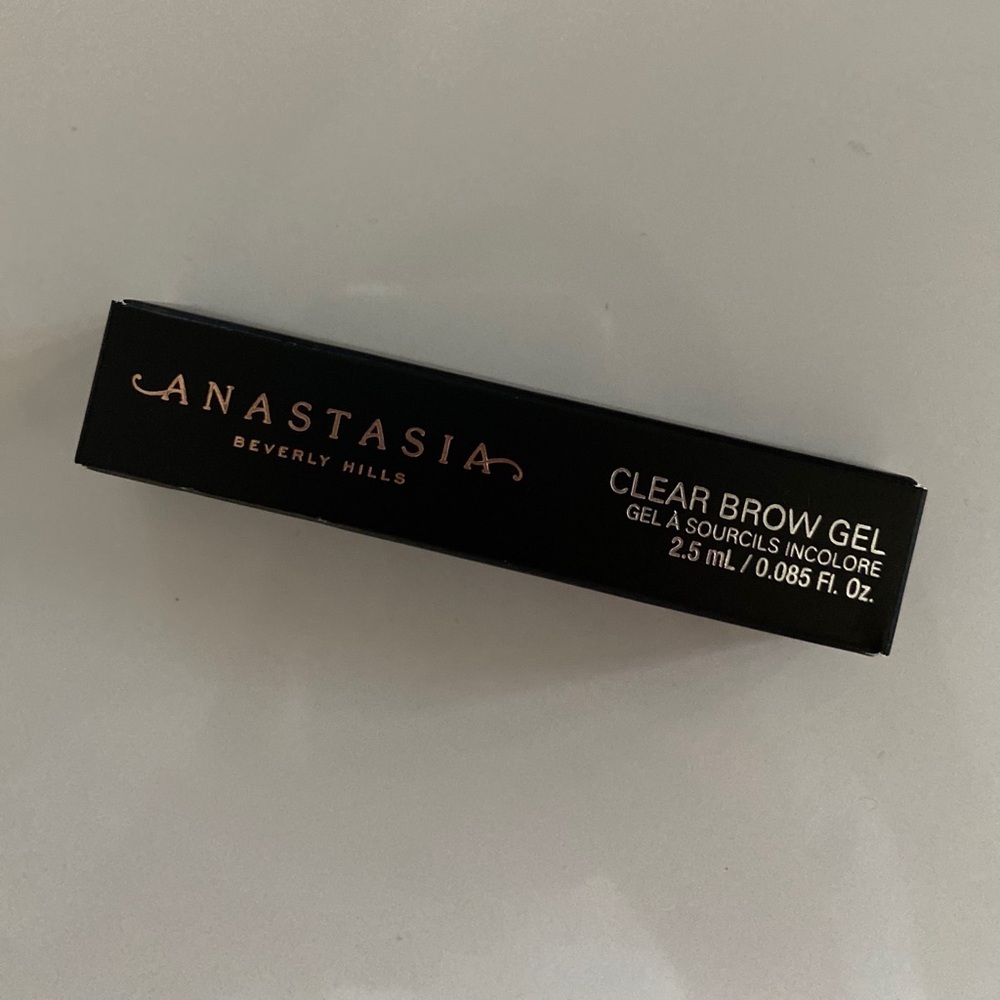 ANASTASIA
BEVERLY HILLS
CLEAR BROW GEL
GEL À SOURCILS INCOLORE
2.5 mL / 0.085 Fl. Oz.